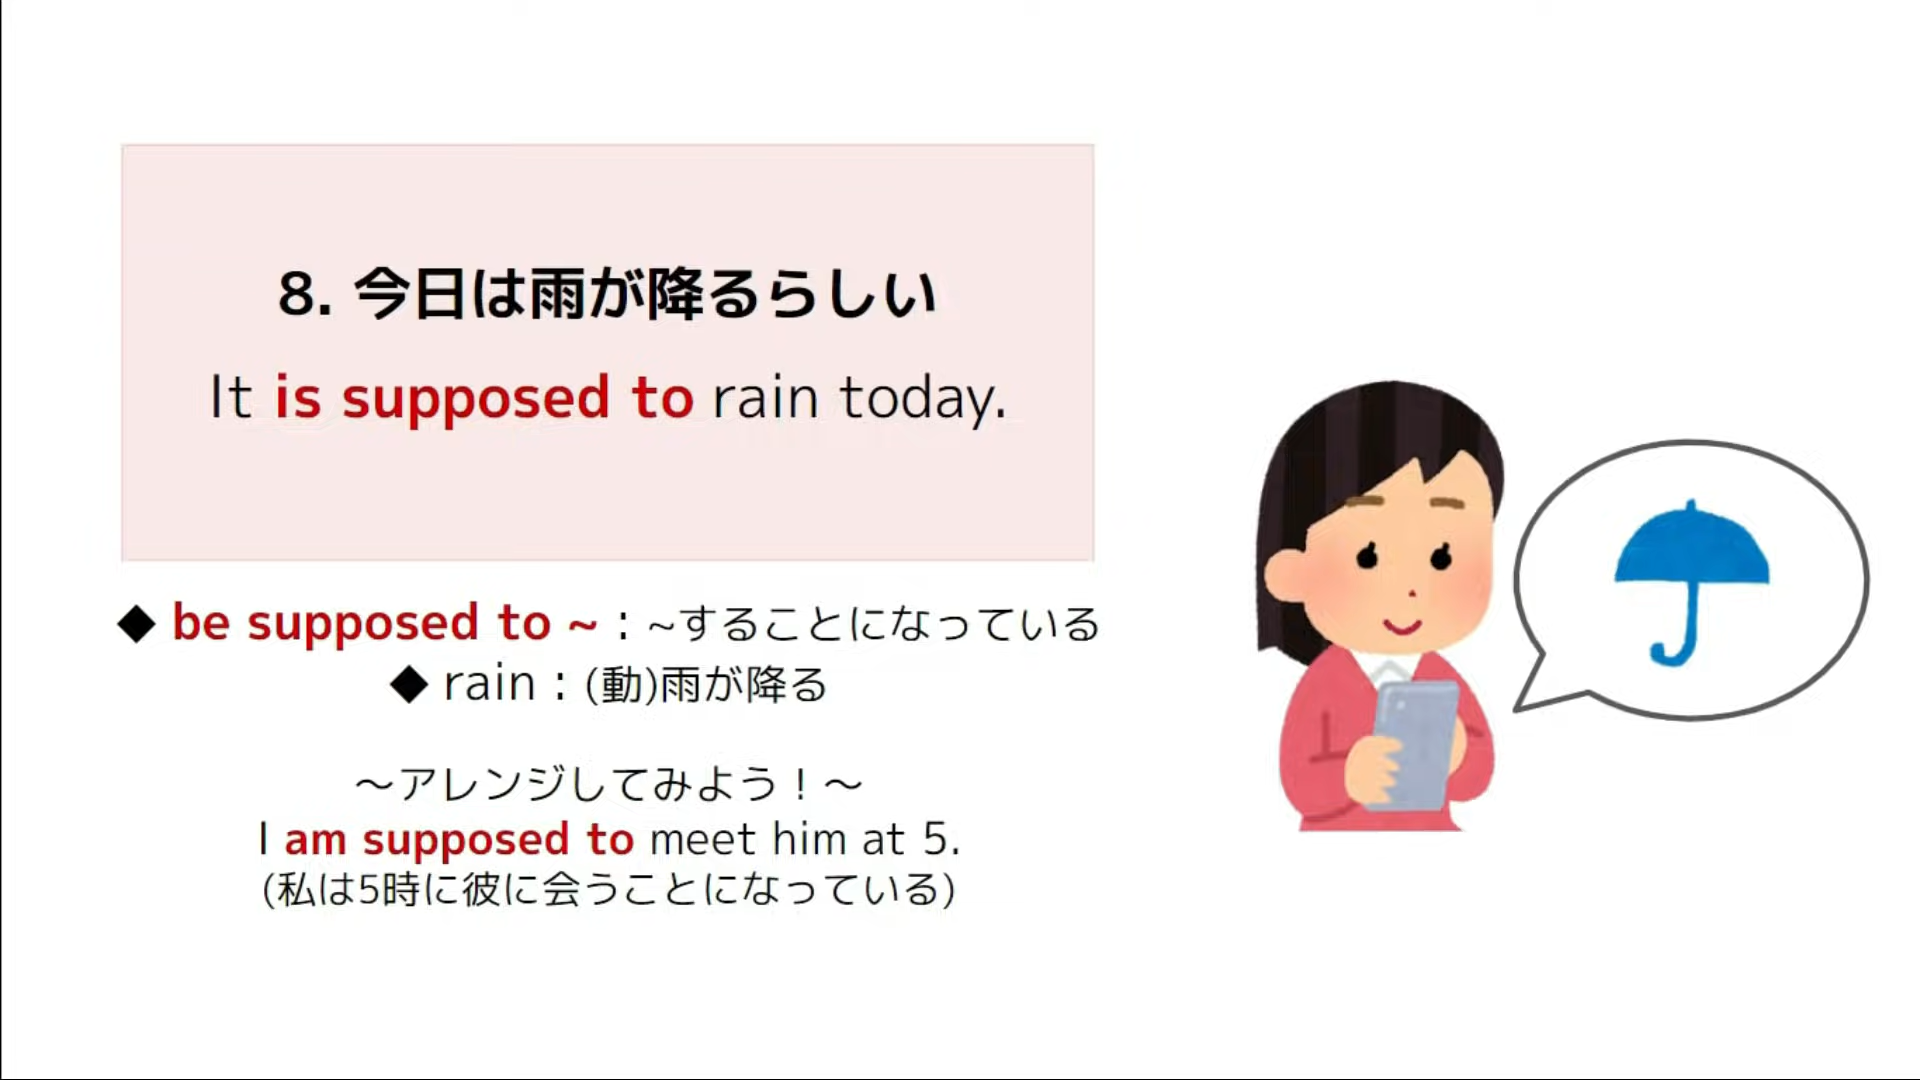 8. 今日は雨が降るらしい
It is supposed to rain today.
◆ be supposed to ~ : ~することになっている
◆ rain : (動)雨が降る
～アレンジしてみよう！～
I am supposed to meet him at 5.
(私は5時に彼に会うことになっている)